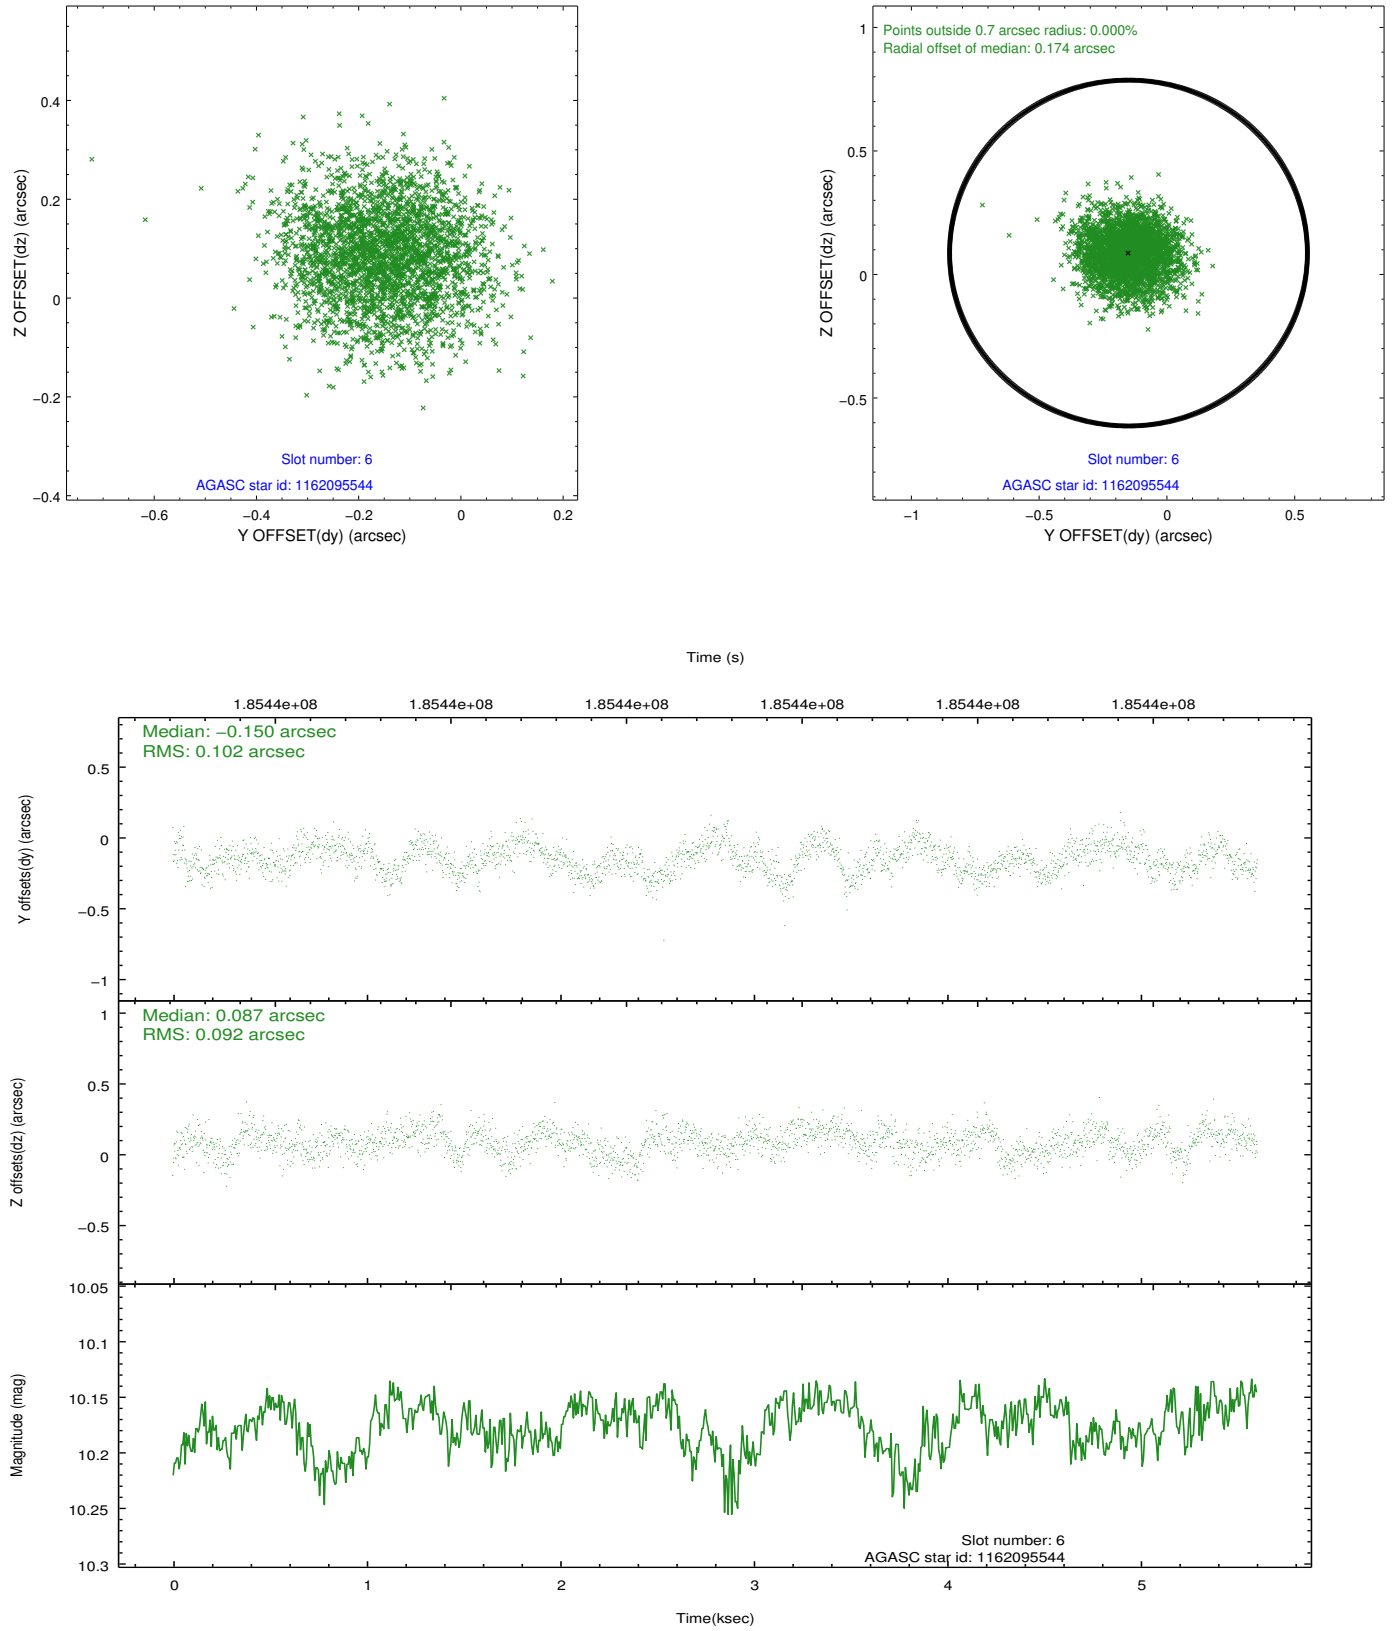 0.4
0.2
0
−0.2
−0.4
Z OFFSET(dz) (arcsec)
Slot number: 6
AGASC star id: 1162095544
−0.6 −0.4 −0.2 0 0.2
Y OFFSET(dy) (arcsec)
Points outside 0.7 arcsec radius: 0.000%
Radial offset of median: 0.174 arcsec
1
0.5
0
−0.5
Z OFFSET(dz) (arcsec)
Slot number: 6
AGASC star id: 1162095544
−1 −0.5 0 0.5
Y OFFSET(dy) (arcsec)
Time (s)
1.8544e+08 1.8544e+08 1.8544e+08 1.8544e+08 1.8544e+08 1.8544e+08
Median: −0.150 arcsec
RMS: 0.102 arcsec
0.5
0
−0.5
−1
Y offsets(dy) (arcsec)
Median: 0.087 arcsec
RMS: 0.092 arcsec
1
0.5
0
−0.5
Z offsets(dz) (arcsec)
10.05
10.1
10.15
10.2
10.25
10.3
Magnitude (mag)
Slot number: 6
AGASC star id: 1162095544
0 1 2 3 4 5
Time(ksec)